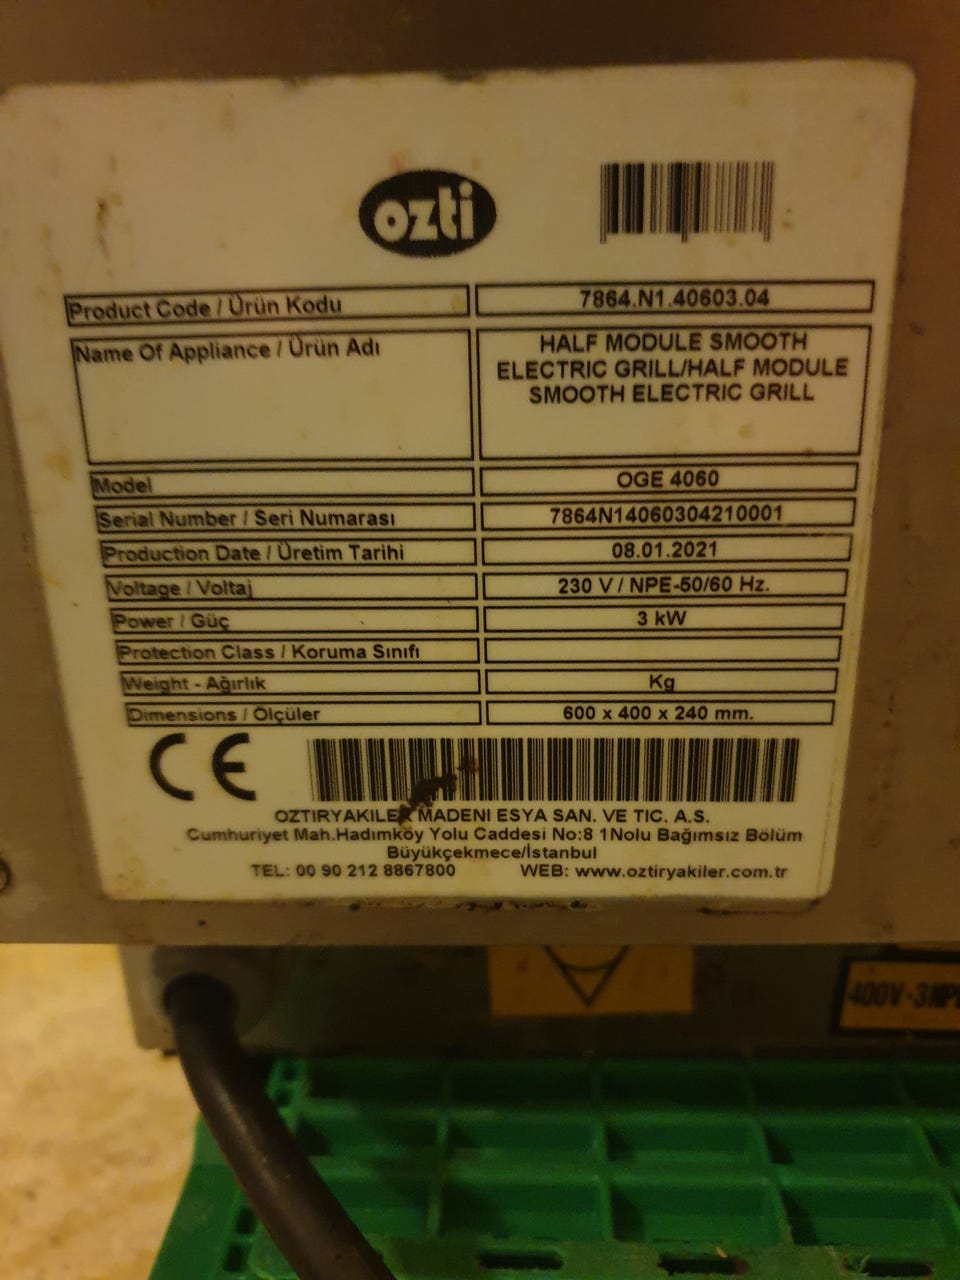 ozti
Product Code / Ürün Kodu 7864.N1.40603.04
Name Of Appliance / Ürün Adı HALF MODULE SMOOTH
ELECTRIC GRILL/HALF MODULE
SMOOTH ELECTRIC GRILL
Model OGE 4060
Serial Number / Seri Numarası 7864N14060304210001
Production Date / Üretim Tarihi 08.01.2021
Voltage / Voltaj 230 V / NPE-50/60 Hz.
Power / Güç 3 kW
Protection Class / Koruma Sınıfı
Weight - Ağırlık Kg
Dimensions / Ölçüler 600 x 400 x 240 mm.
CE
OZTIRYAKILER MADENI ESYA SAN. VE TIC. A.S.
Cumhuriyet Mah.Hadımköy Yolu Caddesi No:8 1Nolu Bağımsız Bölüm
Büyükçekmece/İstanbul
TEL: 00 90 212 8867800 WEB: www.oztiryakiler.com.tr
400V-3NP